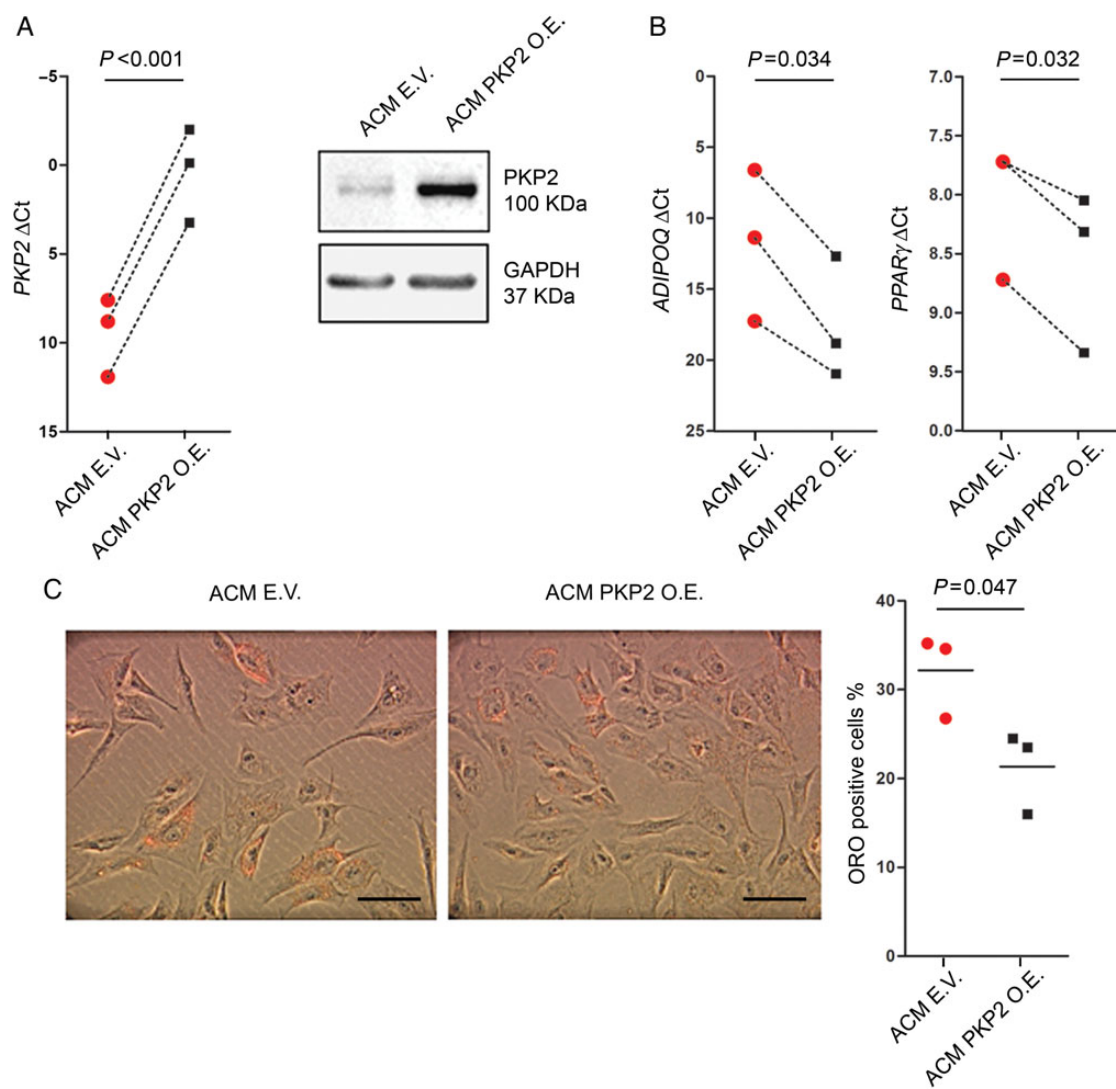 A
P<0.001
−5
0
5
10
15
PKP2 ΔCt
ACM E.V.
ACM PKP2 O.E.
ACM E.V.
ACM PKP2 O.E.
PKP2
100 KDa
GAPDH
37 KDa
B
P=0.034
0
5
10
15
20
25
ADIPOQ ΔCt
ACM E.V.
ACM PKP2 O.E.
P=0.032
7.0
7.5
8.0
8.5
9.0
9.5
0.0
PPARγ ΔCt
ACM E.V.
ACM PKP2 O.E.
C
ACM E.V.
ACM PKP2 O.E.
P=0.047
40
30
20
10
0
ORO positive cells %
ACM E.V.
ACM PKP2 O.E.